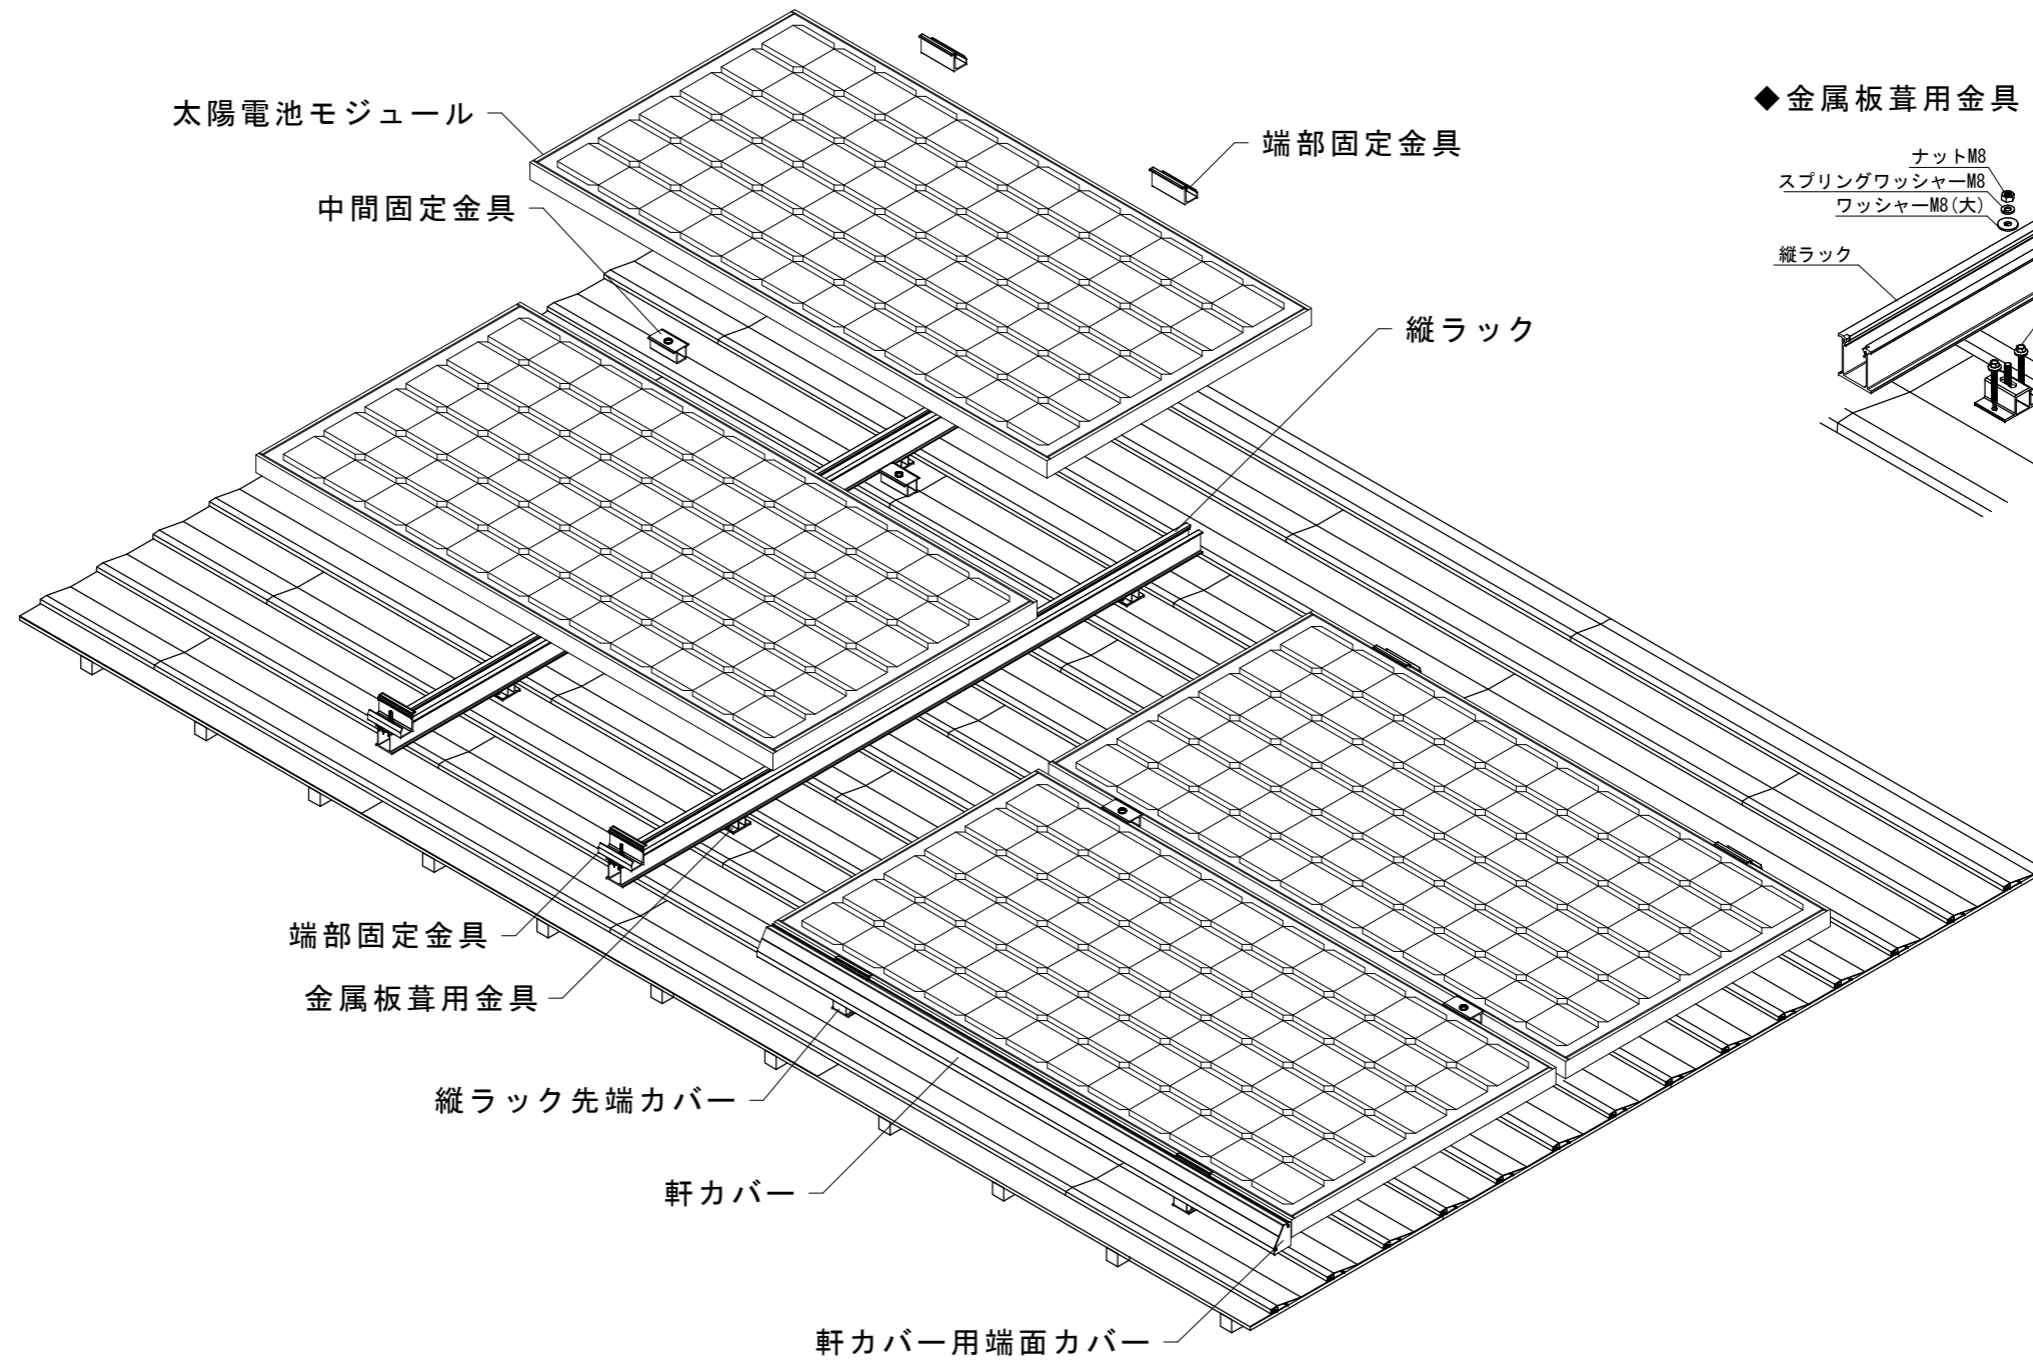 太陽電池モジュール
端部固定金具
中間固定金具
縦ラック
端部固定金具
金属板葺用金具
縦ラック先端カバー
軒カバー
軒カバー用端面カバー
◆金属板葺用金具
ナットM8
スプリングワッシャーM8
ワッシャーM8(大)
縦ラック